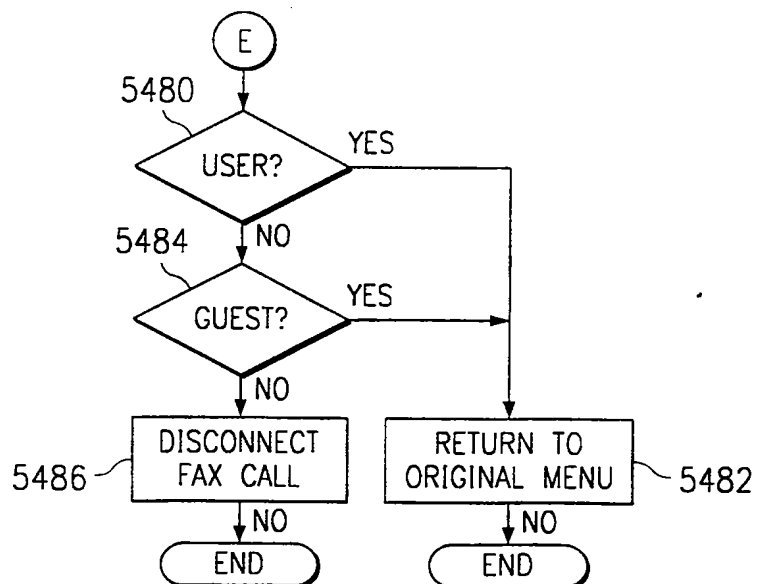 E
5480
USER?
YES
NO
5484
GUEST?
YES
NO
DISCONNECT
FAX CALL
5486
RETURN TO
ORIGINAL MENU
5482
NO
NO
END
END